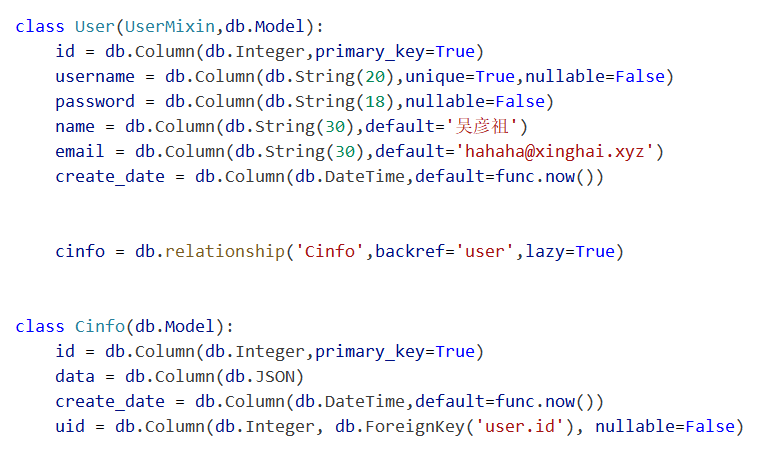 class User(UserMixin,db.Model):
    id = db.Column(db.Integer,primary_key=True)
    username = db.Column(db.String(20),unique=True,nullable=False)
    password = db.Column(db.String(18),nullable=False)
    name = db.Column(db.String(30),default='吴彦祖')
    email = db.Column(db.String(30),default='hahaha@xinghai.xyz')
    create_date = db.Column(db.DateTime,default=func.now())
    cinfo = db.relationship('Cinfo',backref='user',lazy=True)
class Cinfo(db.Model):
    id = db.Column(db.Integer,primary_key=True)
    data = db.Column(db.JSON)
    create_date = db.Column(db.DateTime,default=func.now())
    uid = db.Column(db.Integer, db.ForeignKey('user.id'), nullable=False)